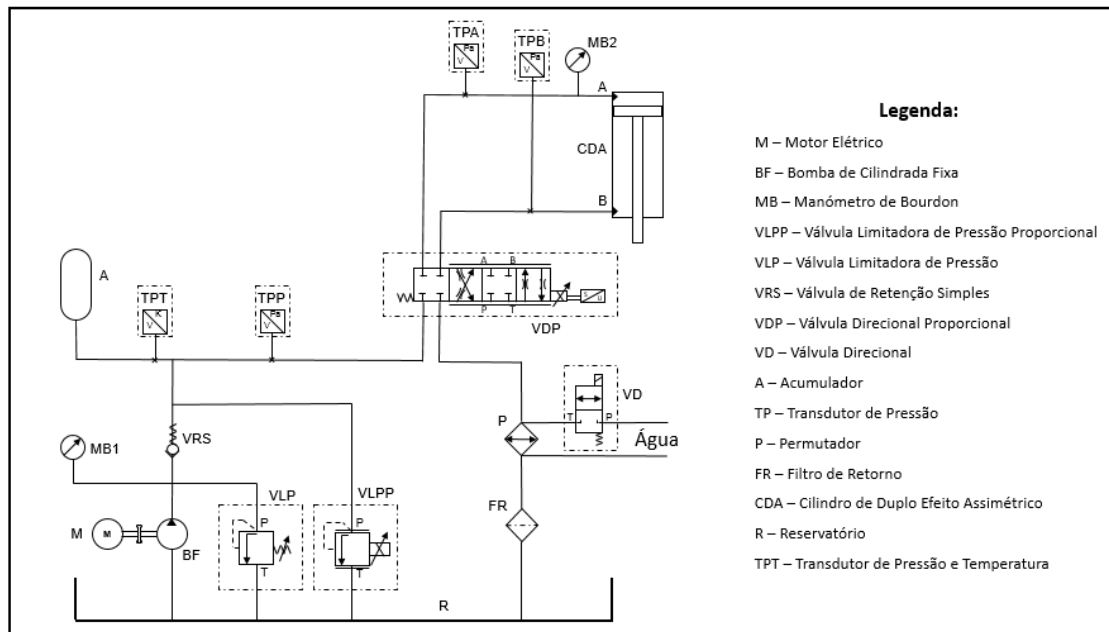 TPA
TPB
MB2
Pa
V
Pa
V
A
CDA
B
A
TPT
TPP
K
V
Pa
V
A B
P T
S
U
VDP
VD
T P
P
Água
VRS
MB1
VLP
VLPP
FR
M
M
BF
P
T
P
T
R
Legenda:
M – Motor Elétrico
BF – Bomba de Cilindrada Fixa
MB – Manómetro de Bourdon
VLPP – Válvula Limitadora de Pressão Proporcional
VLP – Válvula Limitadora de Pressão
VRS – Válvula de Retenção Simples
VDP – Válvula Direcional Proporcional
VD – Válvula Direcional
A – Acumulador
TP – Transdutor de Pressão
P – Permutador
FR – Filtro de Retorno
CDA – Cilindro de Duplo Efeito Assimétrico
R – Reservatório
TPT – Transdutor de Pressão e Temperatura